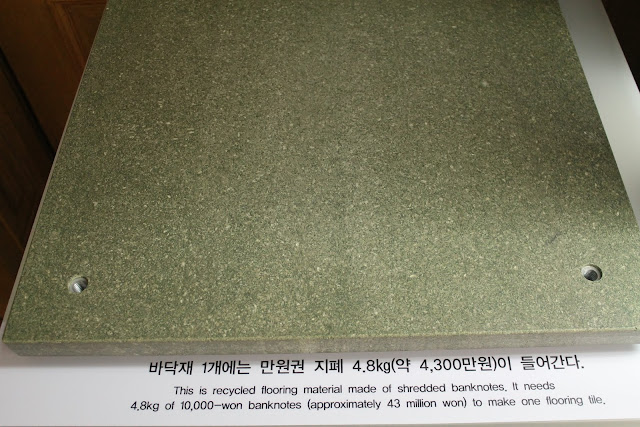 바닥재 1개에는 만원권 지폐 4.8kg(약 4,300만원)이 들어간다.
This is recycled flooring material made of shredded banknotes. It needs
4.8kg of 10,000-won banknotes (approximately 43 million won) to make one flooring tile.